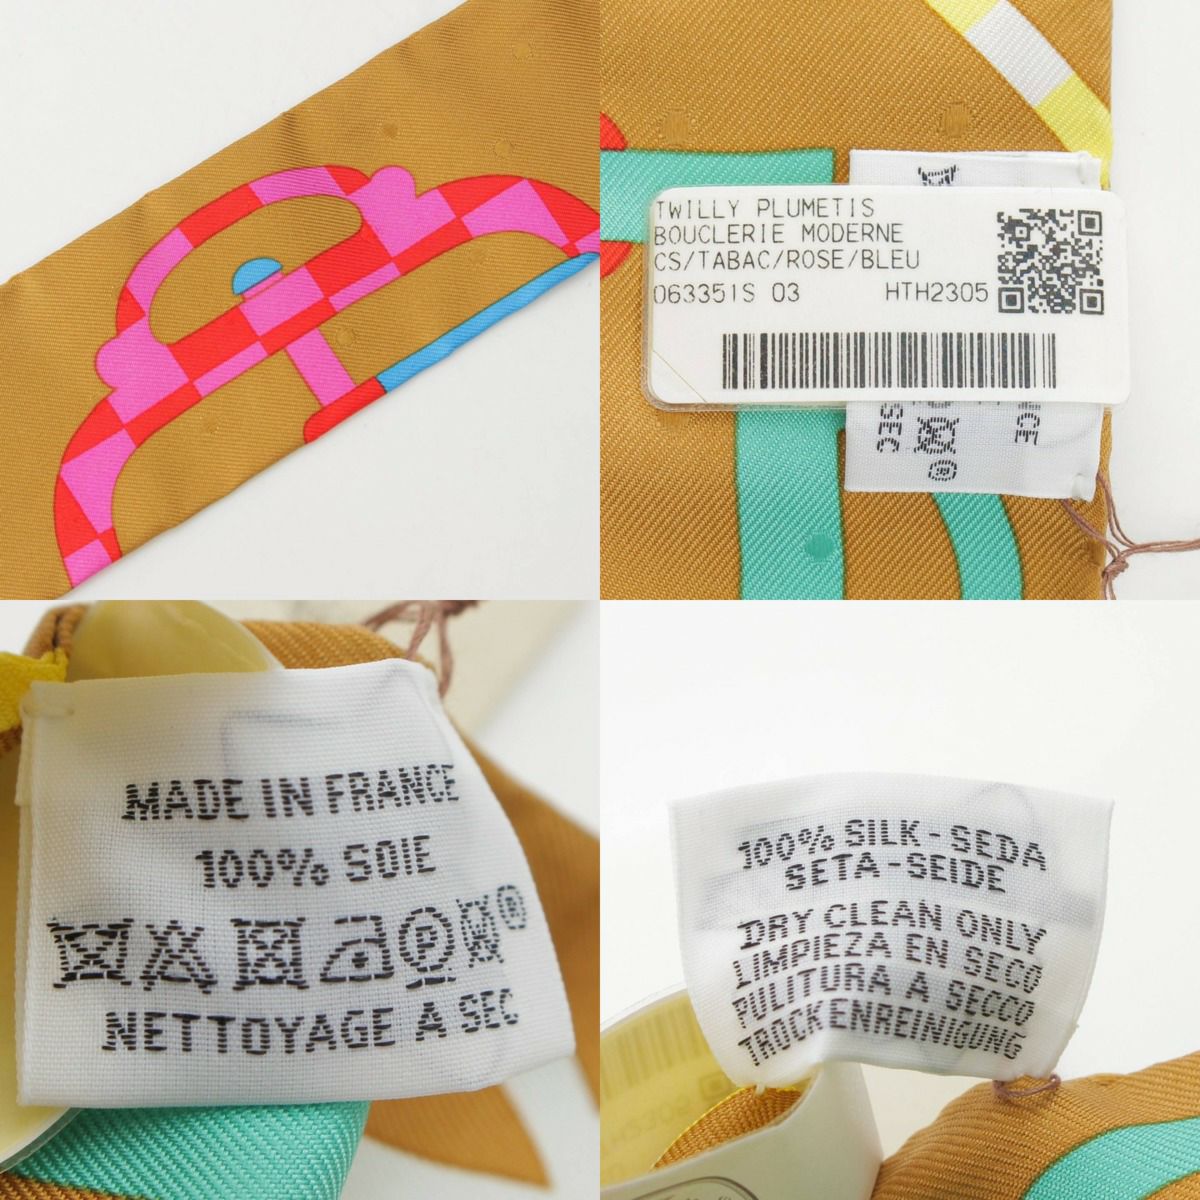 TWILLY PLUMETIS
BOUCLERIE MODERNE
CS/TABAC/ROSE/BLEU
063351S 03 HTH2305
SEC
MADE IN FRANCE
100% SOIE
P
®
NETTOYAGE A SEC
100% SILK-SEDA
SETA-SEIDE
DRY CLEAN ONLY
LIMPIEZA EN SECO
PULITURA A SECCO
TROCKENREINIGUNG